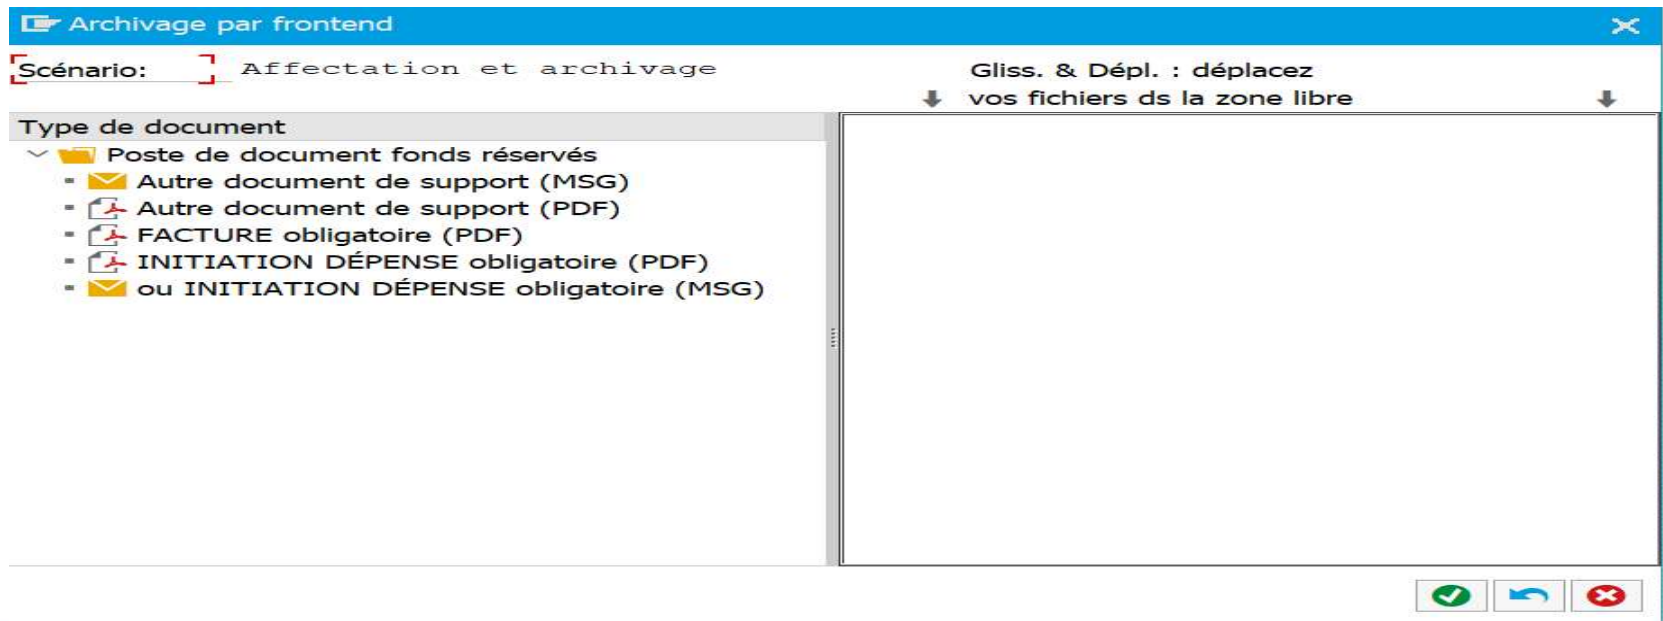 Archivage par frontend
Scénario: Affectation et archivage
Gliss. & Dépl. : déplacez
vos fichiers ds la zone libre
Type de document
Poste de document fonds réservés
Autre document de support (MSG)
Autre document de support (PDF)
FACTURE obligatoire (PDF)
INITIATION DÉPENSE obligatoire (PDF)
ou INITIATION DÉPENSE obligatoire (MSG)